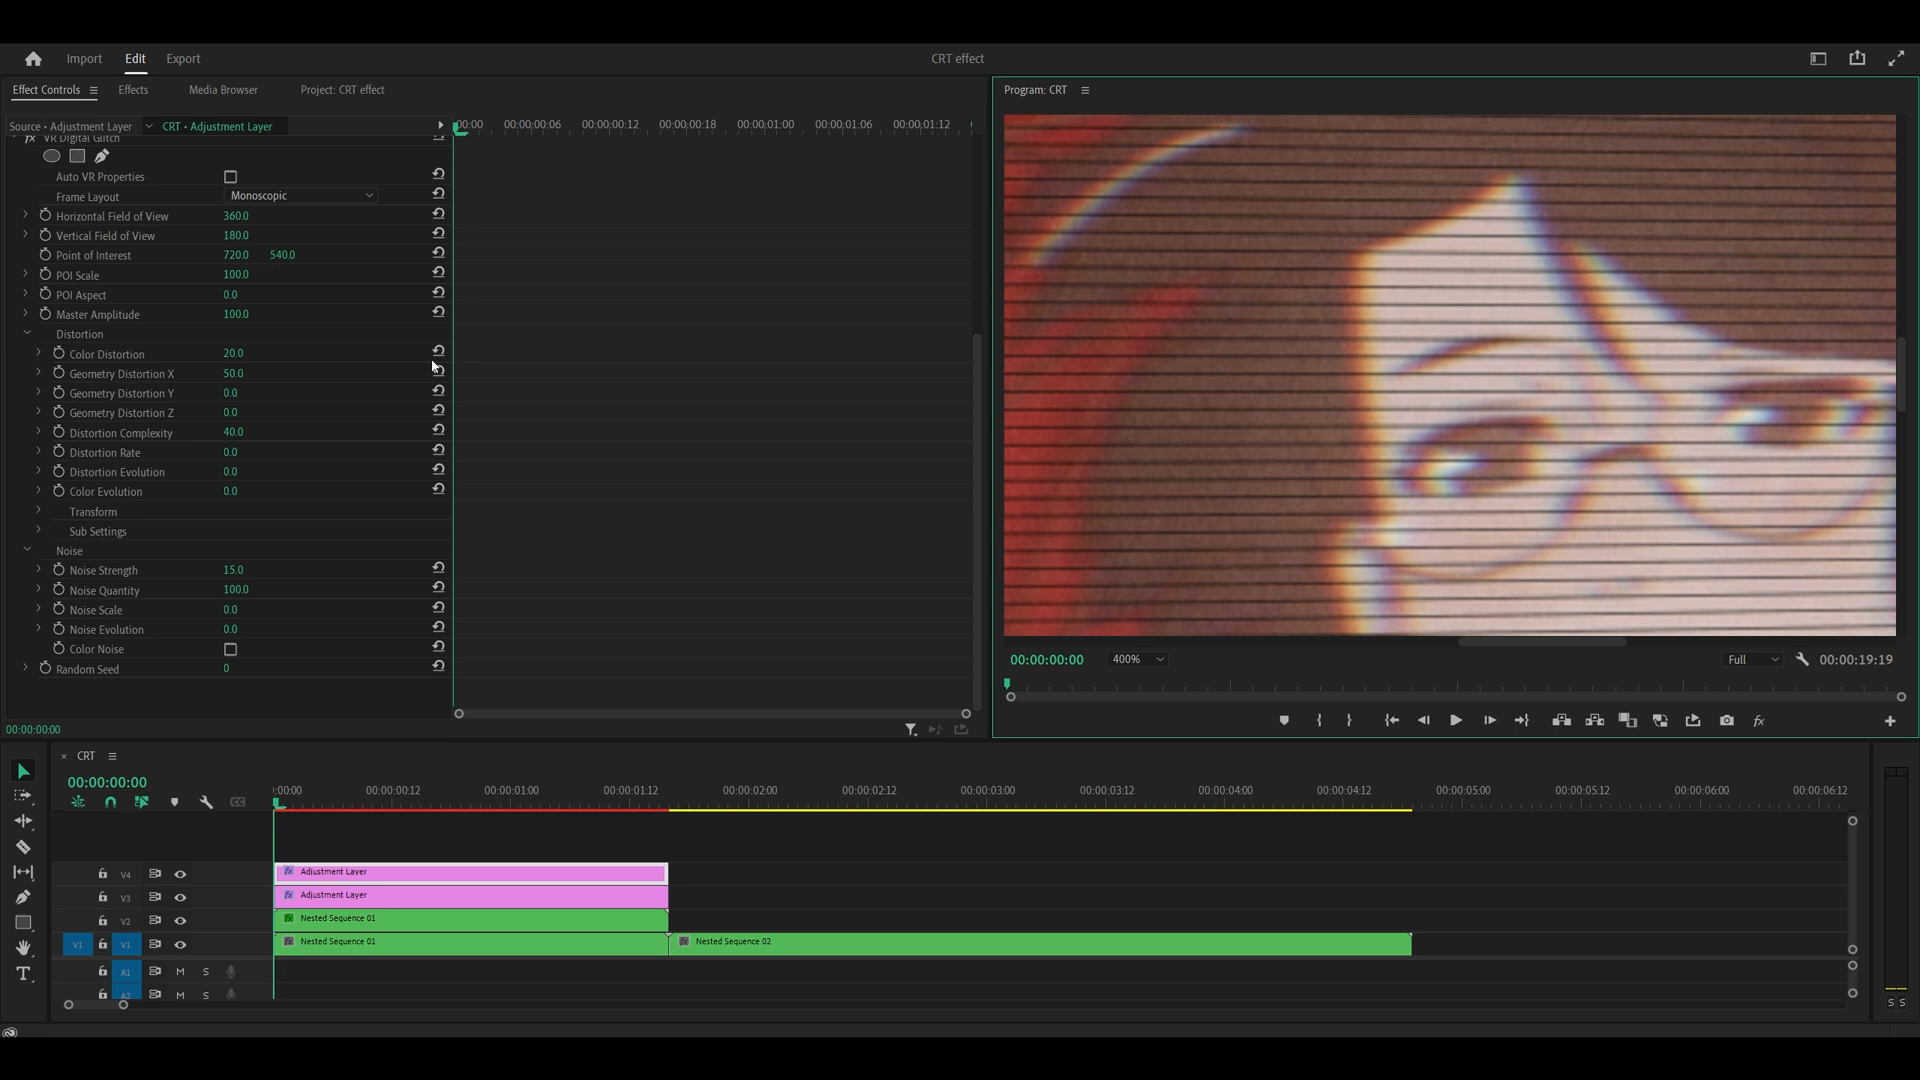 Import Edit Export CRT effect
Effect Controls Effects Media Browser Project: CRT effect
Program: CRT
Source • Adjustment Layer CRT • Adjustment Layer
:00:00 00:00:00:06 00:00:00:12 00:00:00:18 00:00:01:00 00:00:01:06 00:00:01:12
fx VR Digital Glitch
Auto VR Properties
Frame Layout Monoscopic
Horizontal Field of View 360.0
Vertical Field of View 180.0
Point of Interest 720.0 540.0
POI Scale 100.0
POI Aspect 0.0
Master Amplitude 100.0
Distortion
Color Distortion 20.0
Geometry Distortion X 50.0
Geometry Distortion Y 0.0
Geometry Distortion Z 0.0
Distortion Complexity 40.0
Distortion Rate 0.0
Distortion Evolution 0.0
Color Evolution 0.0
Transform
Sub Settings
Noise
Noise Strength 15.0
Noise Quantity 100.0
Noise Scale 0.0
Noise Evolution 0.0
Color Noise
Random Seed 0
00:00:00:00
00:00:00:00 400% Full 00:00:19:19
fx
CRT
00:00:00:00
CC
:00:00 00:00:00:12 00:00:01:00 00:00:01:12 00:00:02:00 00:00:02:12 00:00:03:00 00:00:03:12 00:00:04:00 00:00:04:12 00:00:05:00 00:00:05:12 00:00:06:00 00:00:06:12
V4 fx Adjustment Layer
V3 fx Adjustment Layer
V2 fx Nested Sequence 01
V1 V1 fx Nested Sequence 01 fx Nested Sequence 02
A1 M S
A2 M S
S S